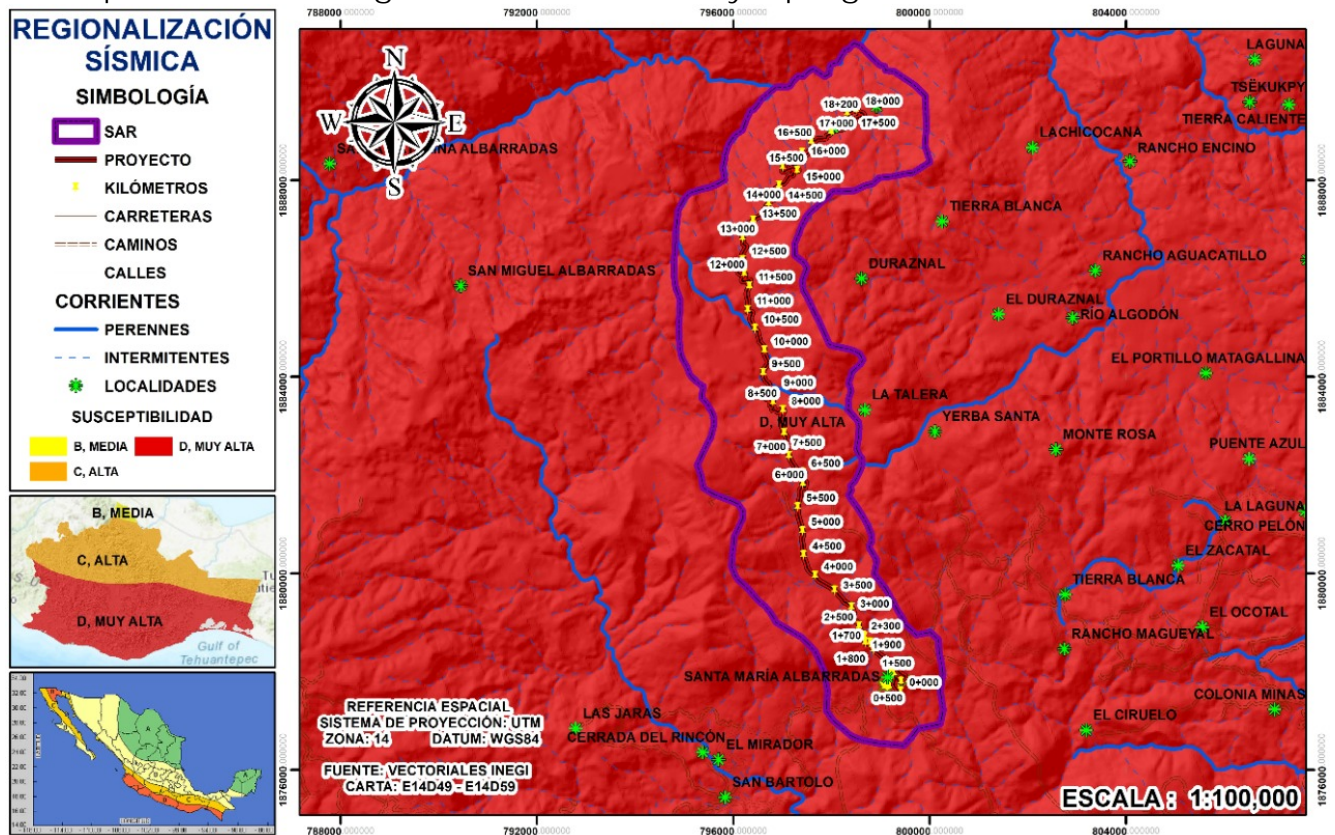 REGIONALIZACIÓN
SÍSMICA
SIMBOLOGÍA
SAR
PROYECTO
KILÓMETROS
CARRETERAS
CAMINOS
CALLES
CORRIENTES
PERENNES
INTERMITENTES
LOCALIDADES
SUSCEPTIBILIDAD
B, MEDIA
D, MUY ALTA
C, ALTA
B, MEDIA
C, ALTA
D, MUY ALTA
Gulf of
Tehuantepec
788000
792000
796000
800000
804000
1888000
1884000
1880000
1876000
1888000
1884000
1880000
1876000
N
W
E
S
LAGUNA
TSËKUKPY
TIERRA CALIENTE
LACHICOCANA
RANCHO ENCINO
TIERRA BLANCA
SAN MIGUEL ALBARRADAS
DURAZNAL
RANCHO AGUACATILLO
EL DURAZNAL
RÍO ALGODÓN
EL PORTILLO MATAGALLINA
LA TALERA
YERBA SANTA
MONTE ROSA
PUENTE AZUL
LA LAGUNA
CERRO PELÓN
EL ZACATAL
TIERRA BLANCA
EL OCOTAL
RANCHO MAGUEYAL
SANTA MARÍA ALBARRADAS
COLONIA MINAS
EL CIRUELO
LAS JARAS
CERRADA DEL RINCÓN
EL MIRADOR
SAN BARTOLO
18+200
18+000
17+000
17+500
16+500
16+000
15+500
15+000
14+000
14+500
13+500
13+000
12+500
12+000
11+500
11+000
10+500
10+000
9+500
9+000
8+500
8+000
D, MUY ALTA
7+500
7+000
6+500
6+000
5+500
5+000
4+500
4+000
3+500
3+000
2+500
2+300
1+700
1+900
1+800
1+500
0+000
0+500
REFERENCIA ESPACIAL
SISTEMA DE PROYECCIÓN: UTM
ZONA: 14 DATUM: WGS84
FUENTE: VECTORIALES INEGI
CARTA: E14D49 - E14D59
ESCALA : 1:100,000